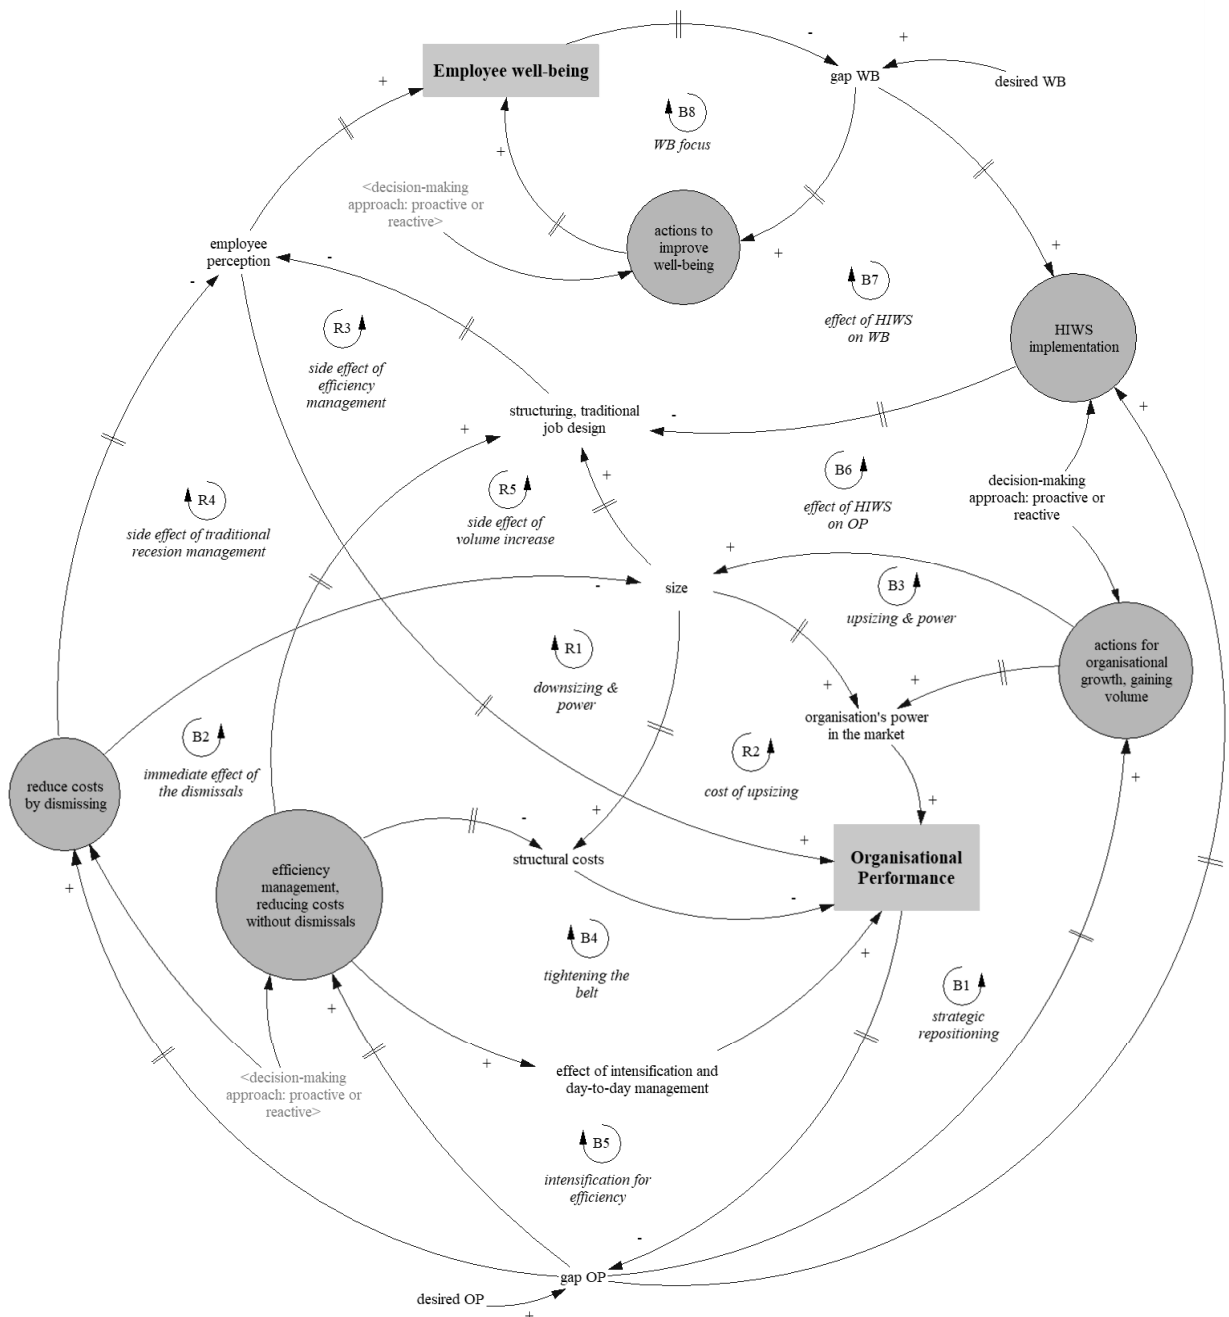 Employee well-being
gap WB
desired WB
B8
WB focus
<decision-making
approach: proactive or
reactive>
actions to
improve
well-being
employee
perception
B7
effect of HIWS
on WB
HIWS
implementation
R3
side effect of
efficiency
management
structuring, traditional
job design
B6
effect of HIWS
on OP
decision-making
approach: proactive or
reactive
R4
side effect of traditional
recesion management
R5
side effect of
volume increase
size
B3
upsizing & power
actions for
organisational
growth, gaining
volume
R1
downsizing &
power
organisation's power
in the market
B2
immediate effect of
the dismissals
R2
cost of upsizing
reduce costs
by dismissing
structural costs
Organisational
Performance
efficiency
management,
reducing costs
without dismissals
B4
tightening the
belt
B1
strategic
repositioning
effect of intensification and
day-to-day management
<decision-making
approach: proactive or
reactive>
B5
intensification for
efficiency
gap OP
desired OP